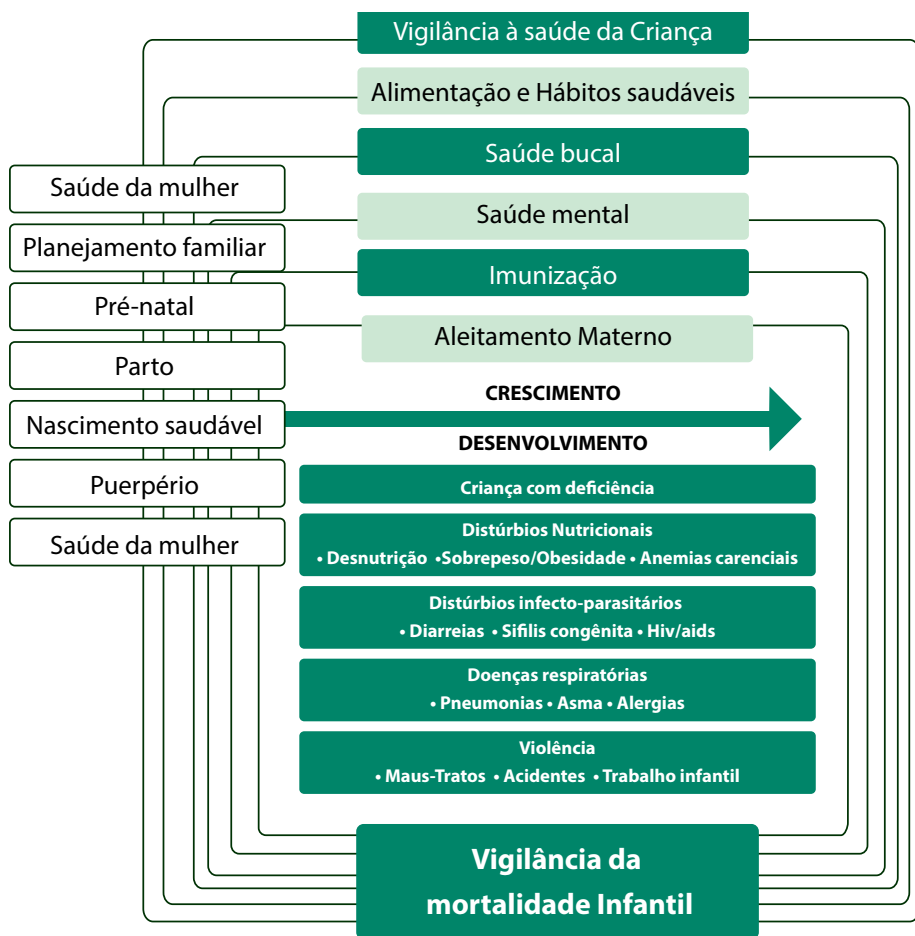 Vigilância à saúde da Criança
Alimentação e Hábitos saudáveis
Saúde bucal
Saúde mental
Imunização
Aleitamento Materno
Saúde da mulher
Planejamento familiar
Pré-natal
Parto
Nascimento saudável
Puerpério
Saúde da mulher
CRESCIMENTO
DESENVOLVIMENTO
Criança com deficiência
Distúrbios Nutricionais
• Desnutrição •Sobrepeso/Obesidade • Anemias carenciais
Distúrbios infecto-parasitários
• Diarreias • Sifilis congênita • Hiv/aids
Doenças respiratórias
• Pneumonias • Asma • Alergias
Violência
• Maus-Tratos • Acidentes • Trabalho infantil
Vigilância da
mortalidade Infantil